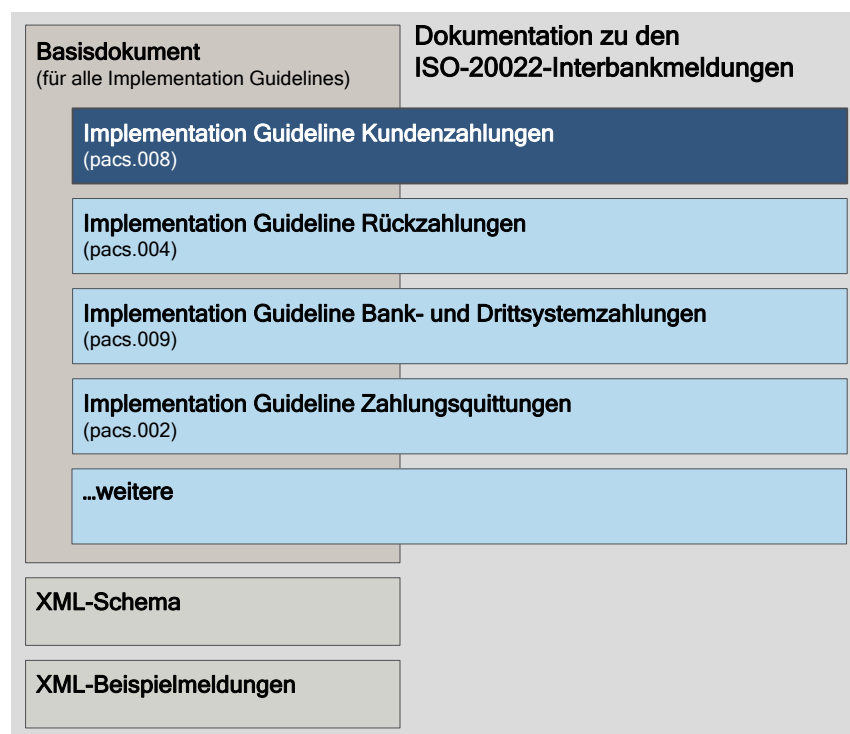 Basisdokument
(für alle Implementation Guidelines)
Dokumentation zu den
ISO-20022-Interbankmeldungen
Implementation Guideline Kundenzahlungen
(pacs.008)
Implementation Guideline Rückzahlungen
(pacs.004)
Implementation Guideline Bank- und Drittsystemzahlungen
(pacs.009)
Implementation Guideline Zahlungsquittungen
(pacs.002)
...weitere
XML-Schema
XML-Beispielmeldungen